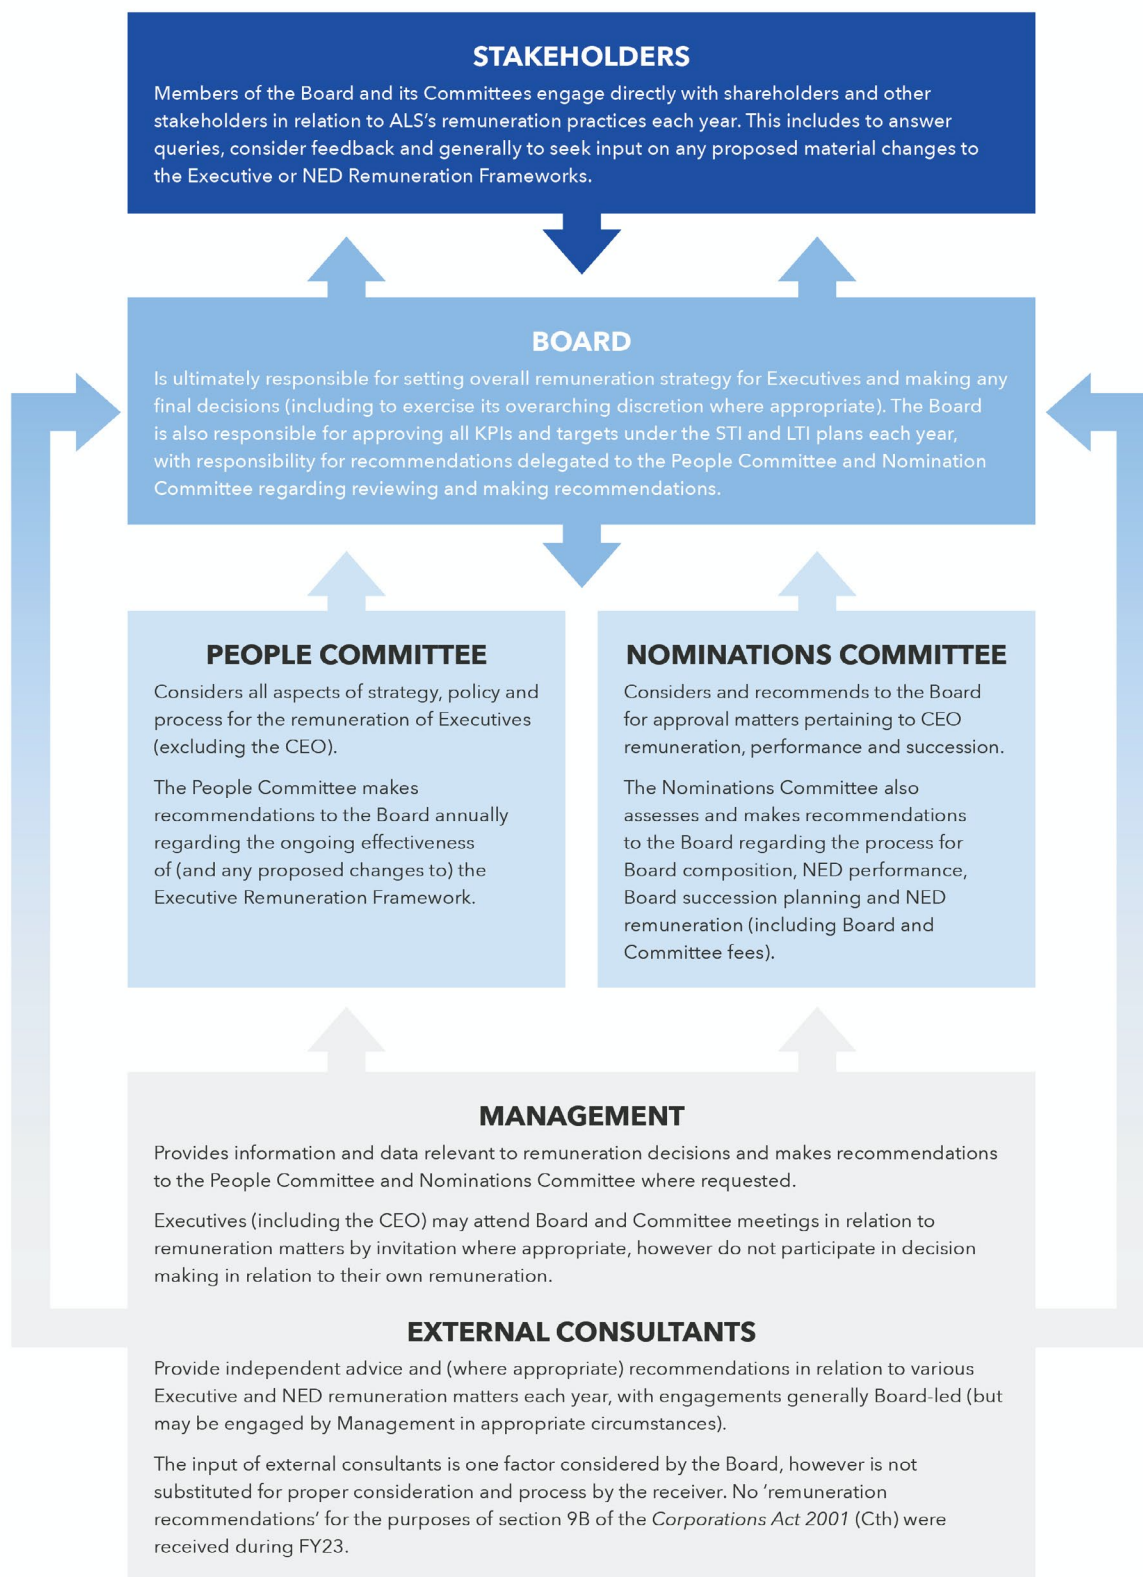 STAKEHOLDERS
Members of the Board and its Committees engage directly with shareholders and other
stakeholders in relation to ALS’s remuneration practices each year. This includes to answer
queries, consider feedback and generally to seek input on any proposed material changes to
the Executive or NED Remuneration Frameworks.
BOARD
Is ultimately responsible for setting overall remuneration strategy for Executives and making any
final decisions (including to exercise its overarching discretion where appropriate). The Board
is also responsible for approving all KPIs and targets under the STI and LTI plans each year,
with responsibility for recommendations delegated to the People Committee and Nomination
Committee regarding reviewing and making recommendations.
PEOPLE COMMITTEE
Considers all aspects of strategy, policy and
process for the remuneration of Executives
(excluding the CEO).
The People Committee makes
recommendations to the Board annually
regarding the ongoing effectiveness
of (and any proposed changes to) the
Executive Remuneration Framework.
NOMINATIONS COMMITTEE
Considers and recommends to the Board
for approval matters pertaining to CEO
remuneration, performance and succession.
The Nominations Committee also
assesses and makes recommendations
to the Board regarding the process for
Board composition, NED performance,
Board succession planning and NED
remuneration (including Board and
Committee fees).
MANAGEMENT
Provides information and data relevant to remuneration decisions and makes recommendations
to the People Committee and Nominations Committee where requested.
Executives (including the CEO) may attend Board and Committee meetings in relation to
remuneration matters by invitation where appropriate, however do not participate in decision
making in relation to their own remuneration.
EXTERNAL CONSULTANTS
Provide independent advice and (where appropriate) recommendations in relation to various
Executive and NED remuneration matters each year, with engagements generally Board-led (but
may be engaged by Management in appropriate circumstances).
The input of external consultants is one factor considered by the Board, however is not
substituted for proper consideration and process by the receiver. No ‘remuneration
recommendations’ for the purposes of section 9B of the Corporations Act 2001 (Cth) were
received during FY23.